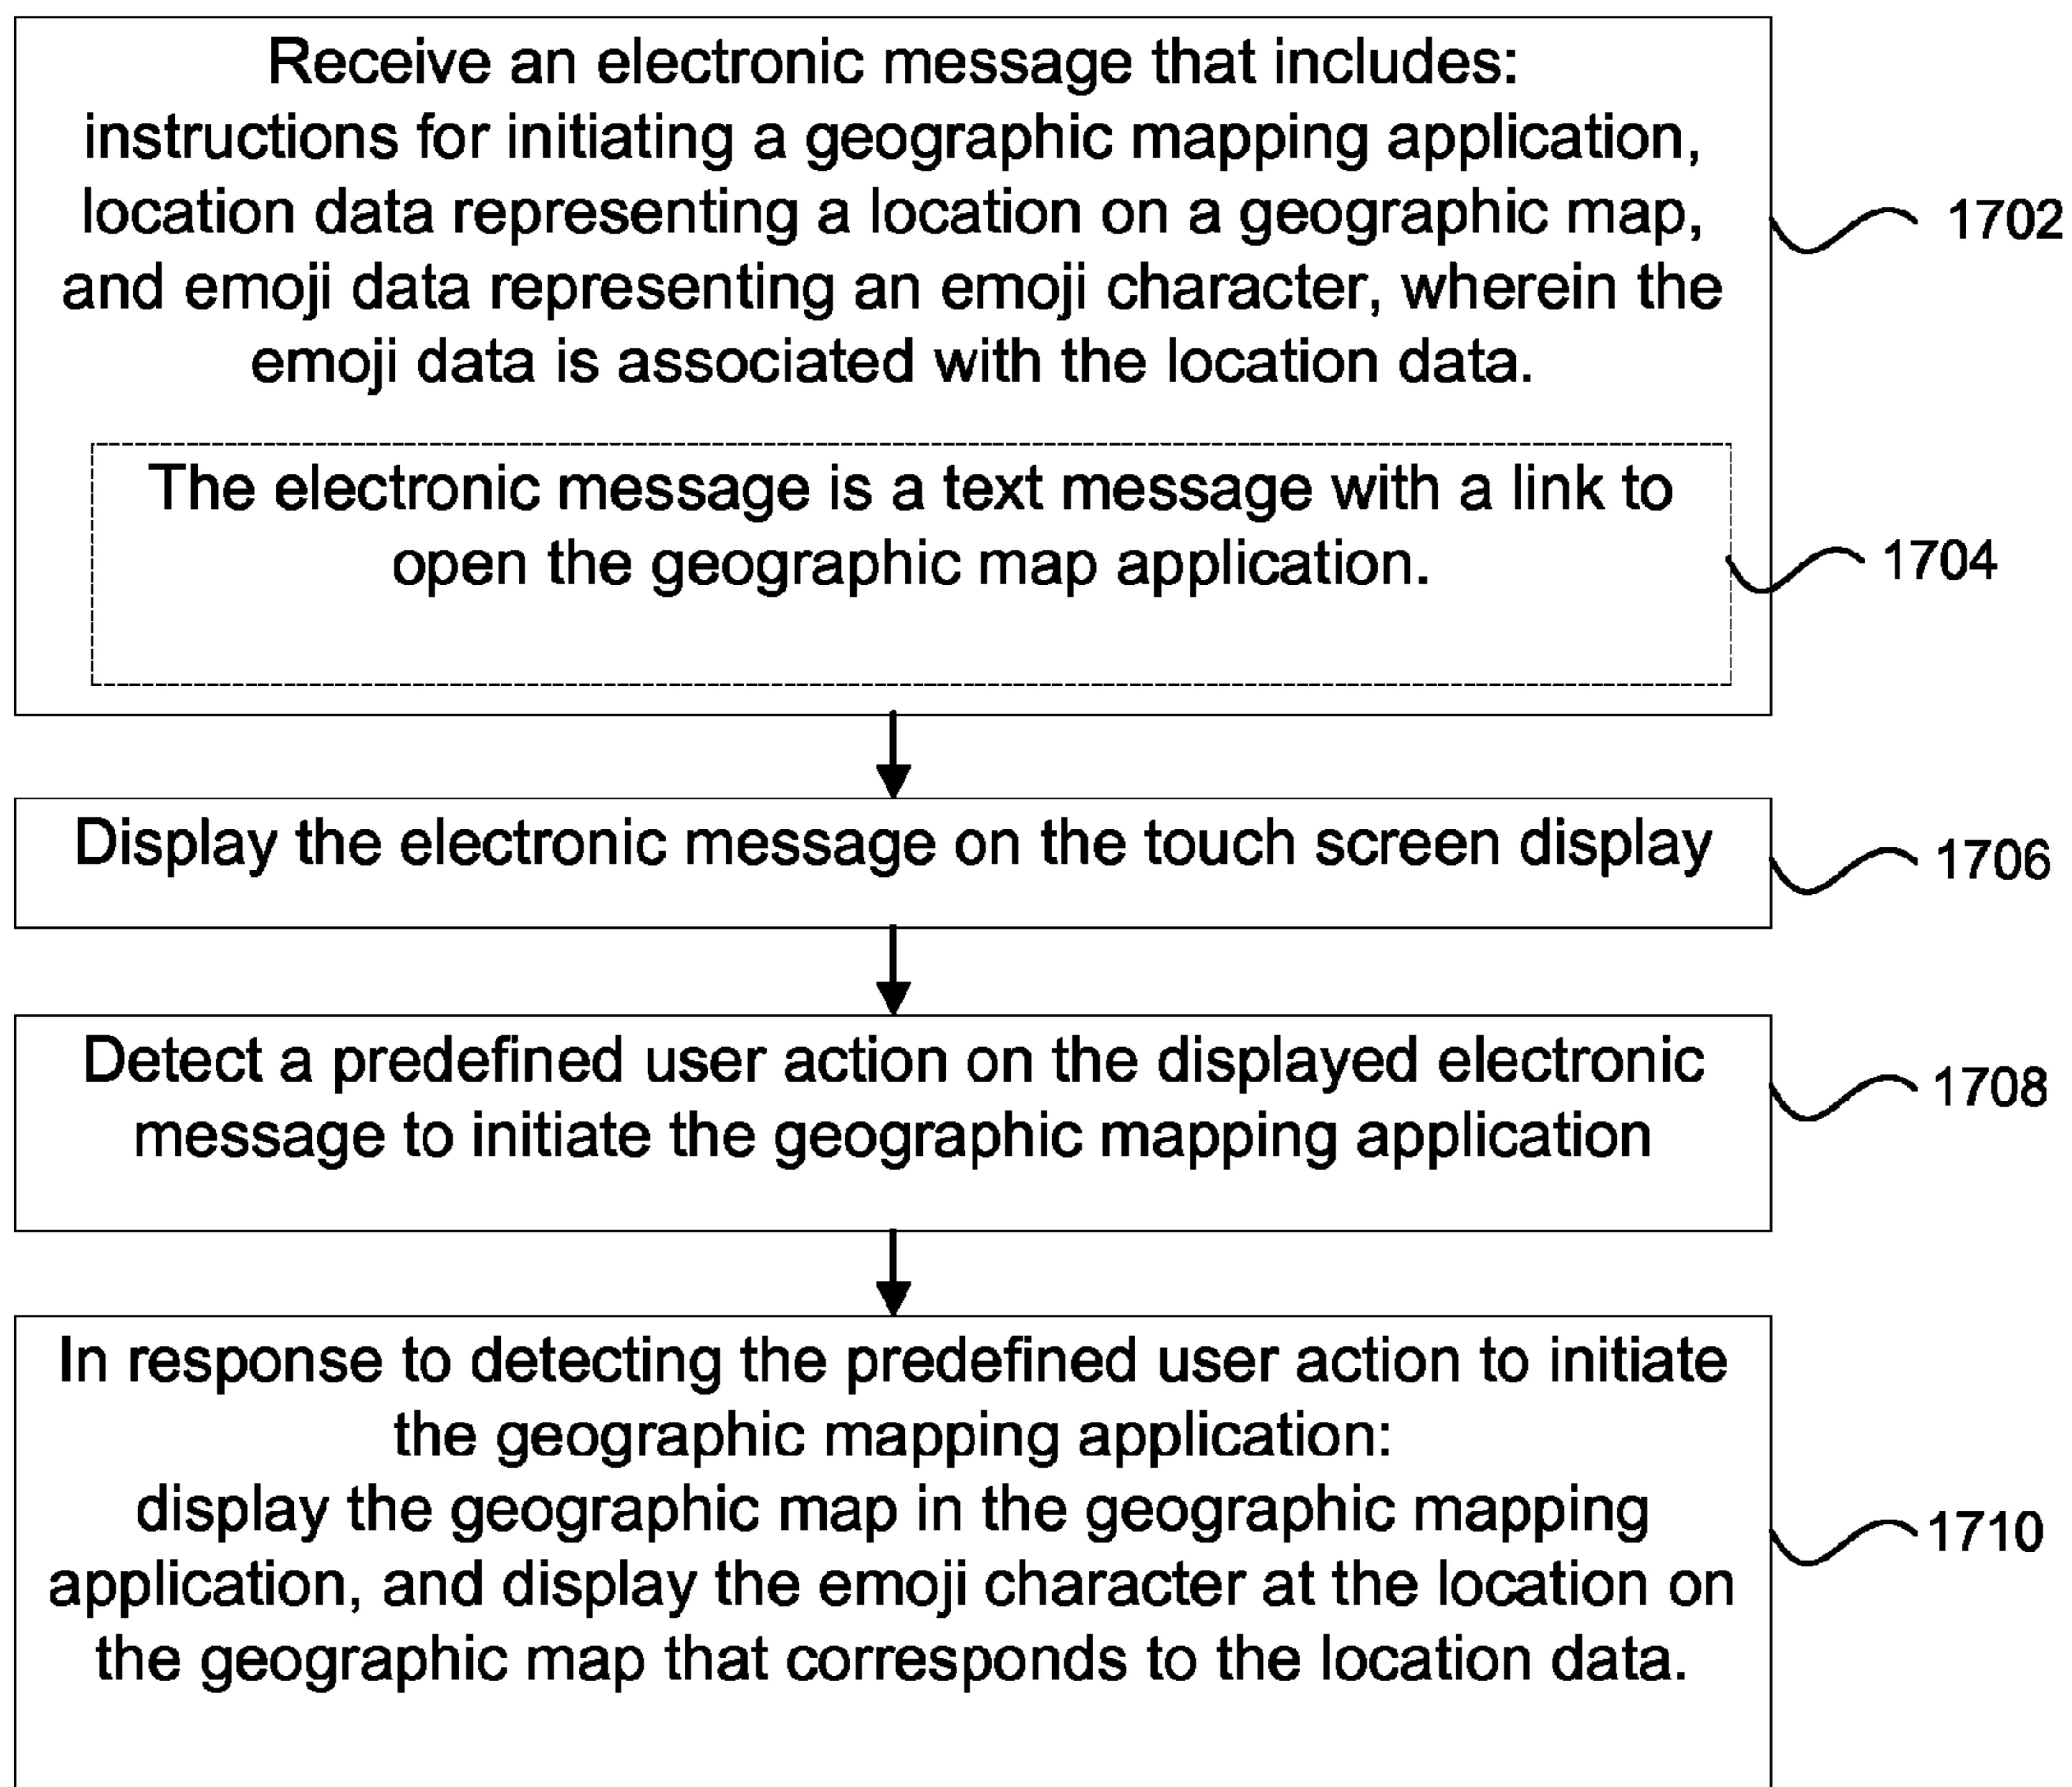 Receive an electronic message that includes:
instructions for initiating a geographic mapping application,
location data representing a location on a geographic map,
and emoji data representing an emoji character, wherein the
emoji data is associated with the location data.
1702
The electronic message is a text message with a link to
open the geographic map application.
1704
Display the electronic message on the touch screen display
1706
Detect a predefined user action on the displayed electronic
message to initiate the geographic mapping application
1708
In response to detecting the predefined user action to initiate
the geographic mapping application:
display the geographic map in the geographic mapping
application, and display the emoji character at the location on
the geographic map that corresponds to the location data.
1710